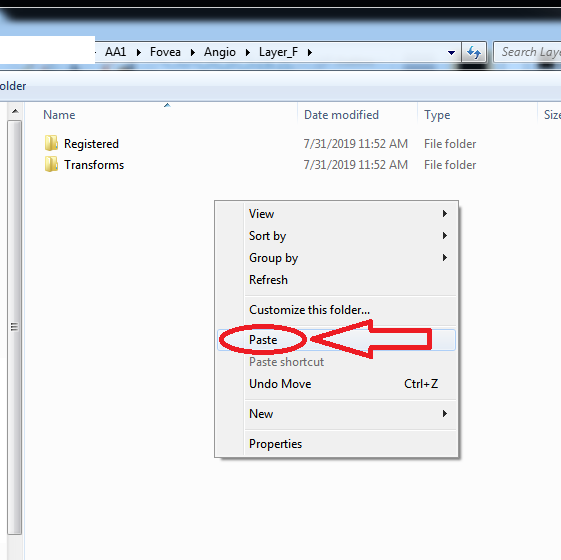 AA1 Fovea Angio Layer_F Search Laye
older
Name Date modified Type Size
Registered 7/31/2019 11:52 AM File folder
Transforms 7/31/2019 11:52 AM File folder
View
Sort by
Group by
Refresh
Customize this folder...
Paste
Paste shortcut
Undo Move Ctrl+Z
New
Properties